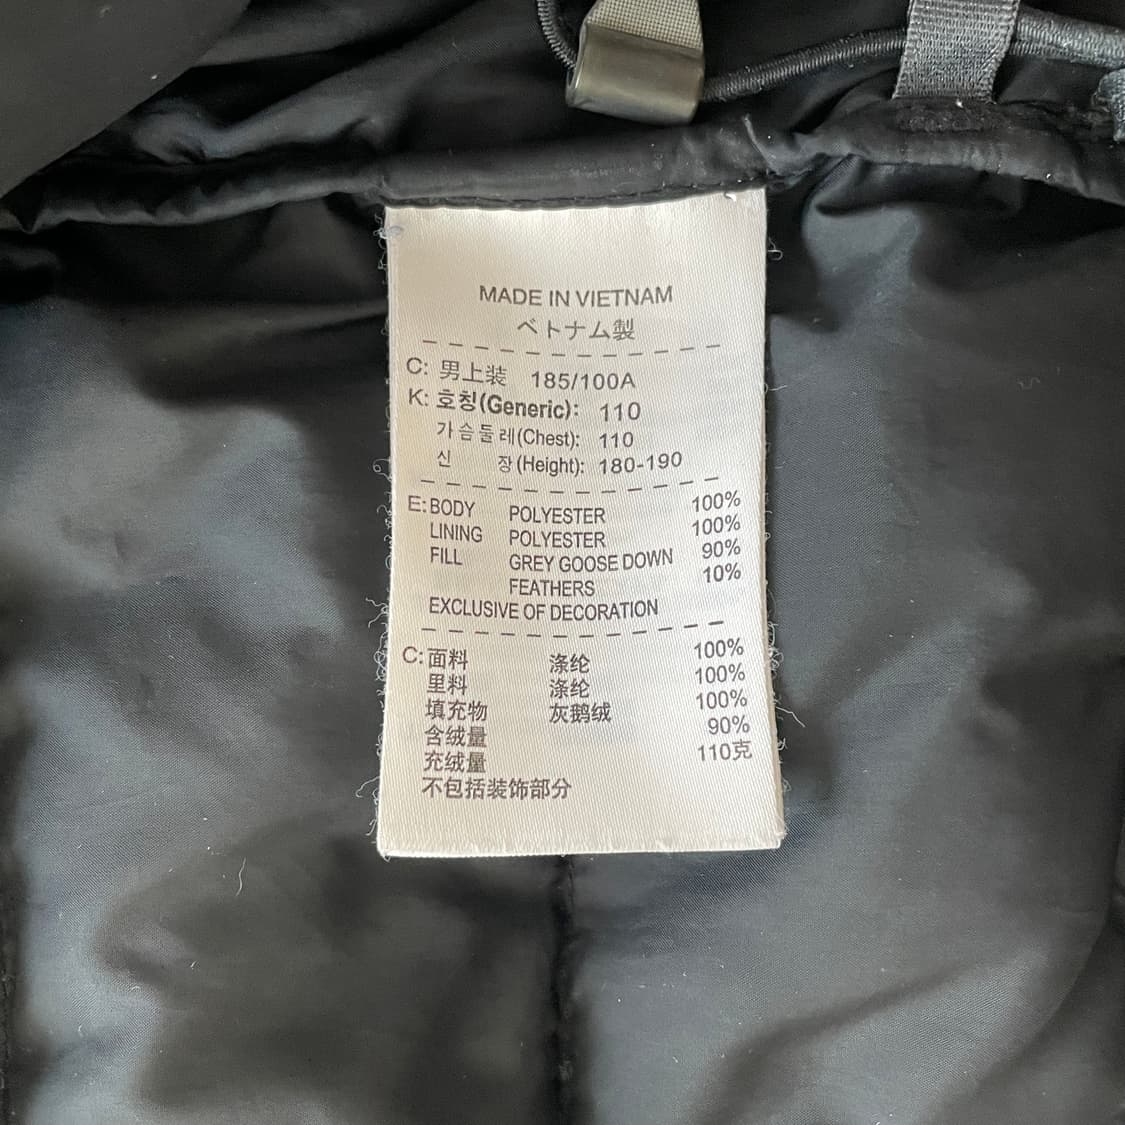 MADE IN VIETNAM
ベトナム製
C: 男上装 185/100A
K: 호칭(Generic): 110
가슴둘레(Chest): 110
신 장(Height): 180-190
E: BODY POLYESTER 100%
LINING POLYESTER 100%
FILL GREY GOOSE DOWN 90%
FEATHERS 10%
EXCLUSIVE OF DECORATION
C: 面料 涤纶 100%
里料 涤纶 100%
填充物 灰鹅绒 100%
含绒量 90%
充绒量 110克
不包括装饰部分